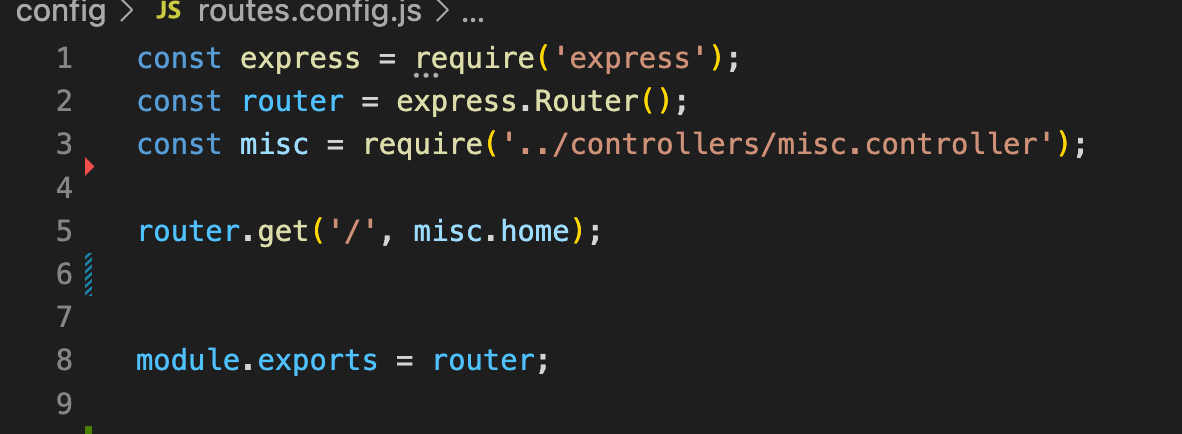 config > JS routes.config.js > ...
1 const express = require('express');
2 const router = express.Router();
3 const misc = require('../controllers/misc.controller');
4
5 router.get('/', misc.home);
6
7
8 module.exports = router;
9